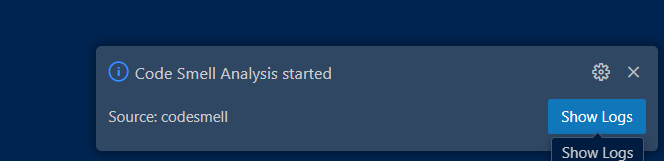 Code Smell Analysis started
Source: codesmell
Show Logs
Show Logs